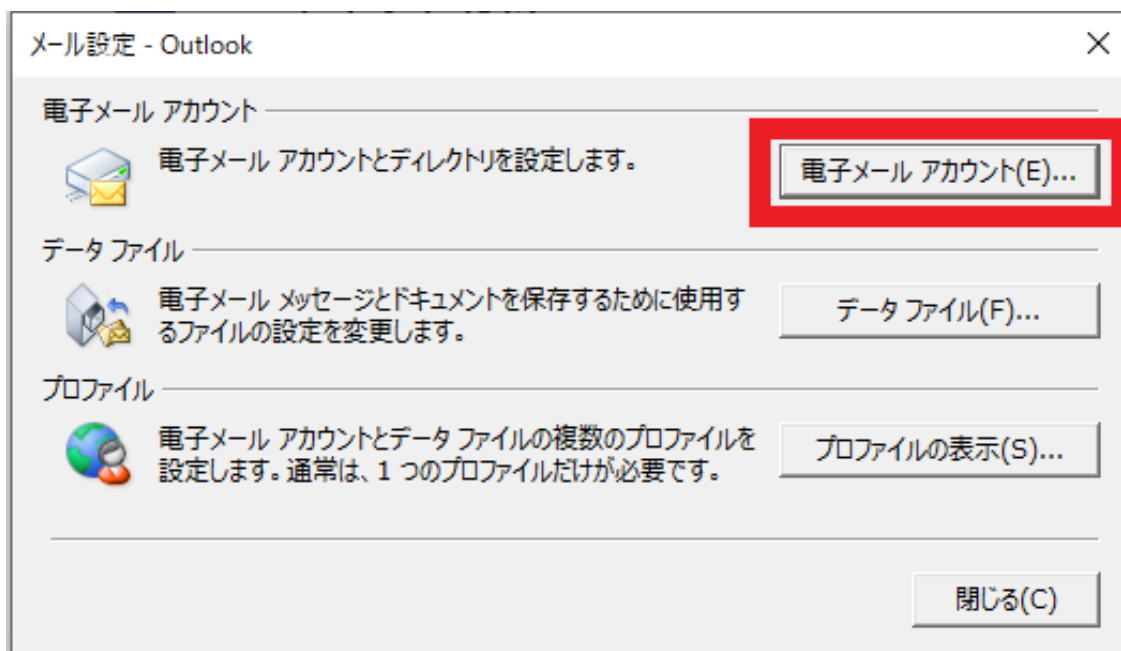 メール設定 - Outlook
電子メール アカウント
電子メール アカウントとディレクトリを設定します。
電子メール アカウント(E)...
データ ファイル
電子メール メッセージとドキュメントを保存するために使用す
るファイルの設定を変更します。
データ ファイル(F)...
プロファイル
電子メール アカウントとデータ ファイルの複数のプロファイルを
設定します。通常は、1 つのプロファイルだけが必要です。
プロファイルの表示(S)...
閉じる(C)